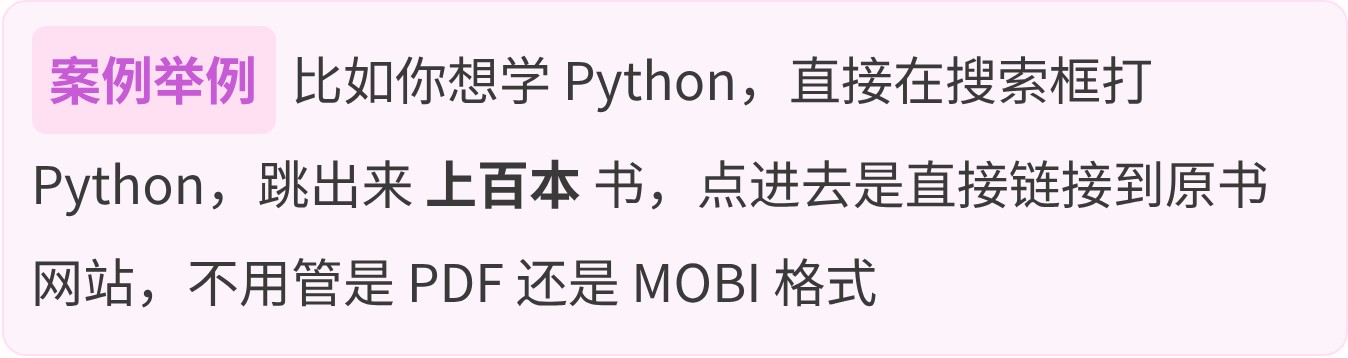 案例举例 比如你想学 Python，直接在搜索框打
Python，跳出来 上百本 书，点进去是直接链接到原书
网站，不用管是 PDF 还是 MOBI 格式